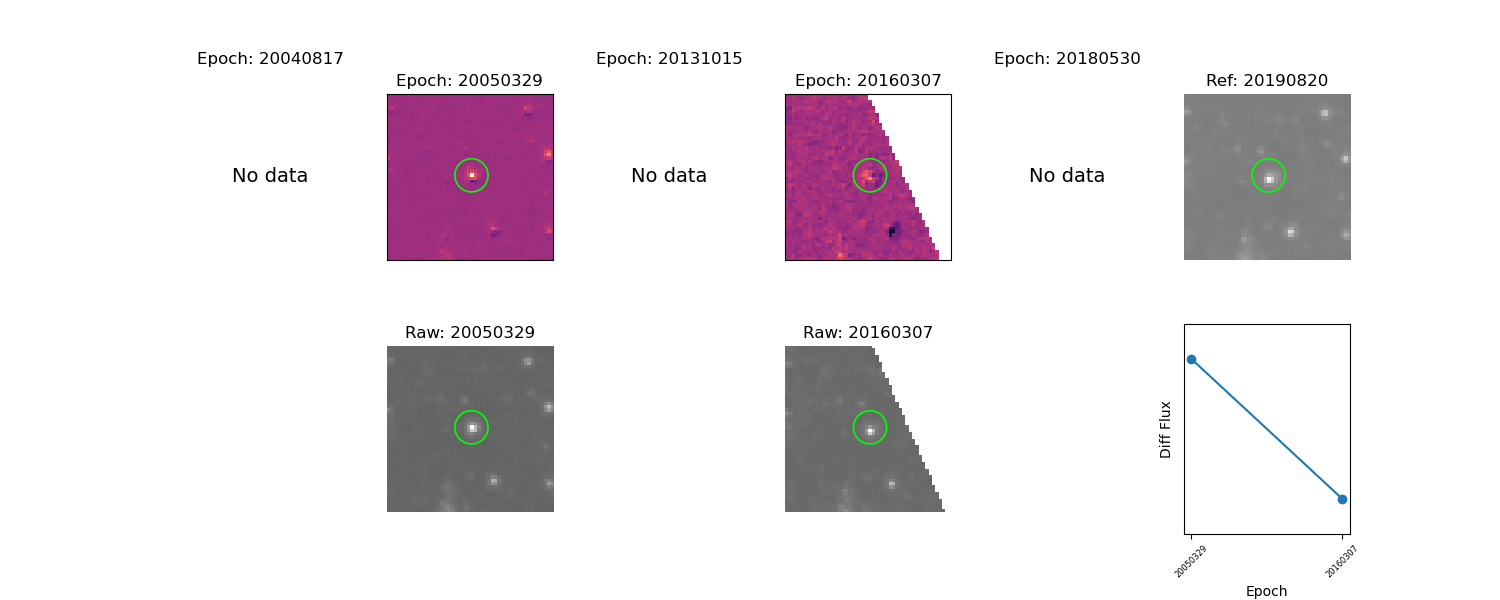 Epoch: 20040817
Epoch: 20131015
Epoch: 20180530
Epoch: 20050329
Epoch: 20160307
Ref: 20190820
No data
No data
No data
Raw: 20050329
Raw: 20160307
Diff Flux
20050329
20160307
Epoch